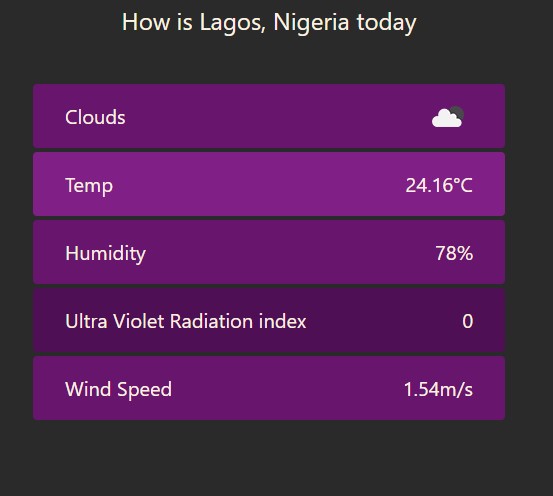 How is Lagos, Nigeria today
Clouds
Temp 24.16°C
Humidity 78%
Ultra Violet Radiation index 0
Wind Speed 1.54m/s